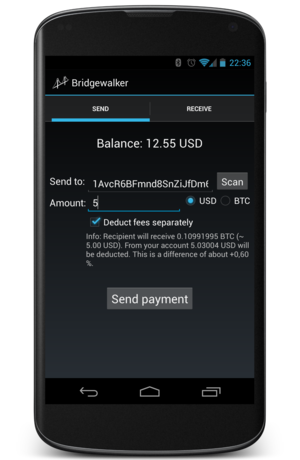 22:36
Bridgewalker
SEND RECEIVE
Balance: 12.55 USD
Send to: 1AvcR6BFmnd8SnZiJfDm6 Scan
Amount: 5 USD BTC
Deduct fees separately
Info: Recipient will receive 0.10991995 BTC (~
5.00 USD). From your account 5.03004 USD will
be deducted. This is a difference of about +0,60
%.
Send payment